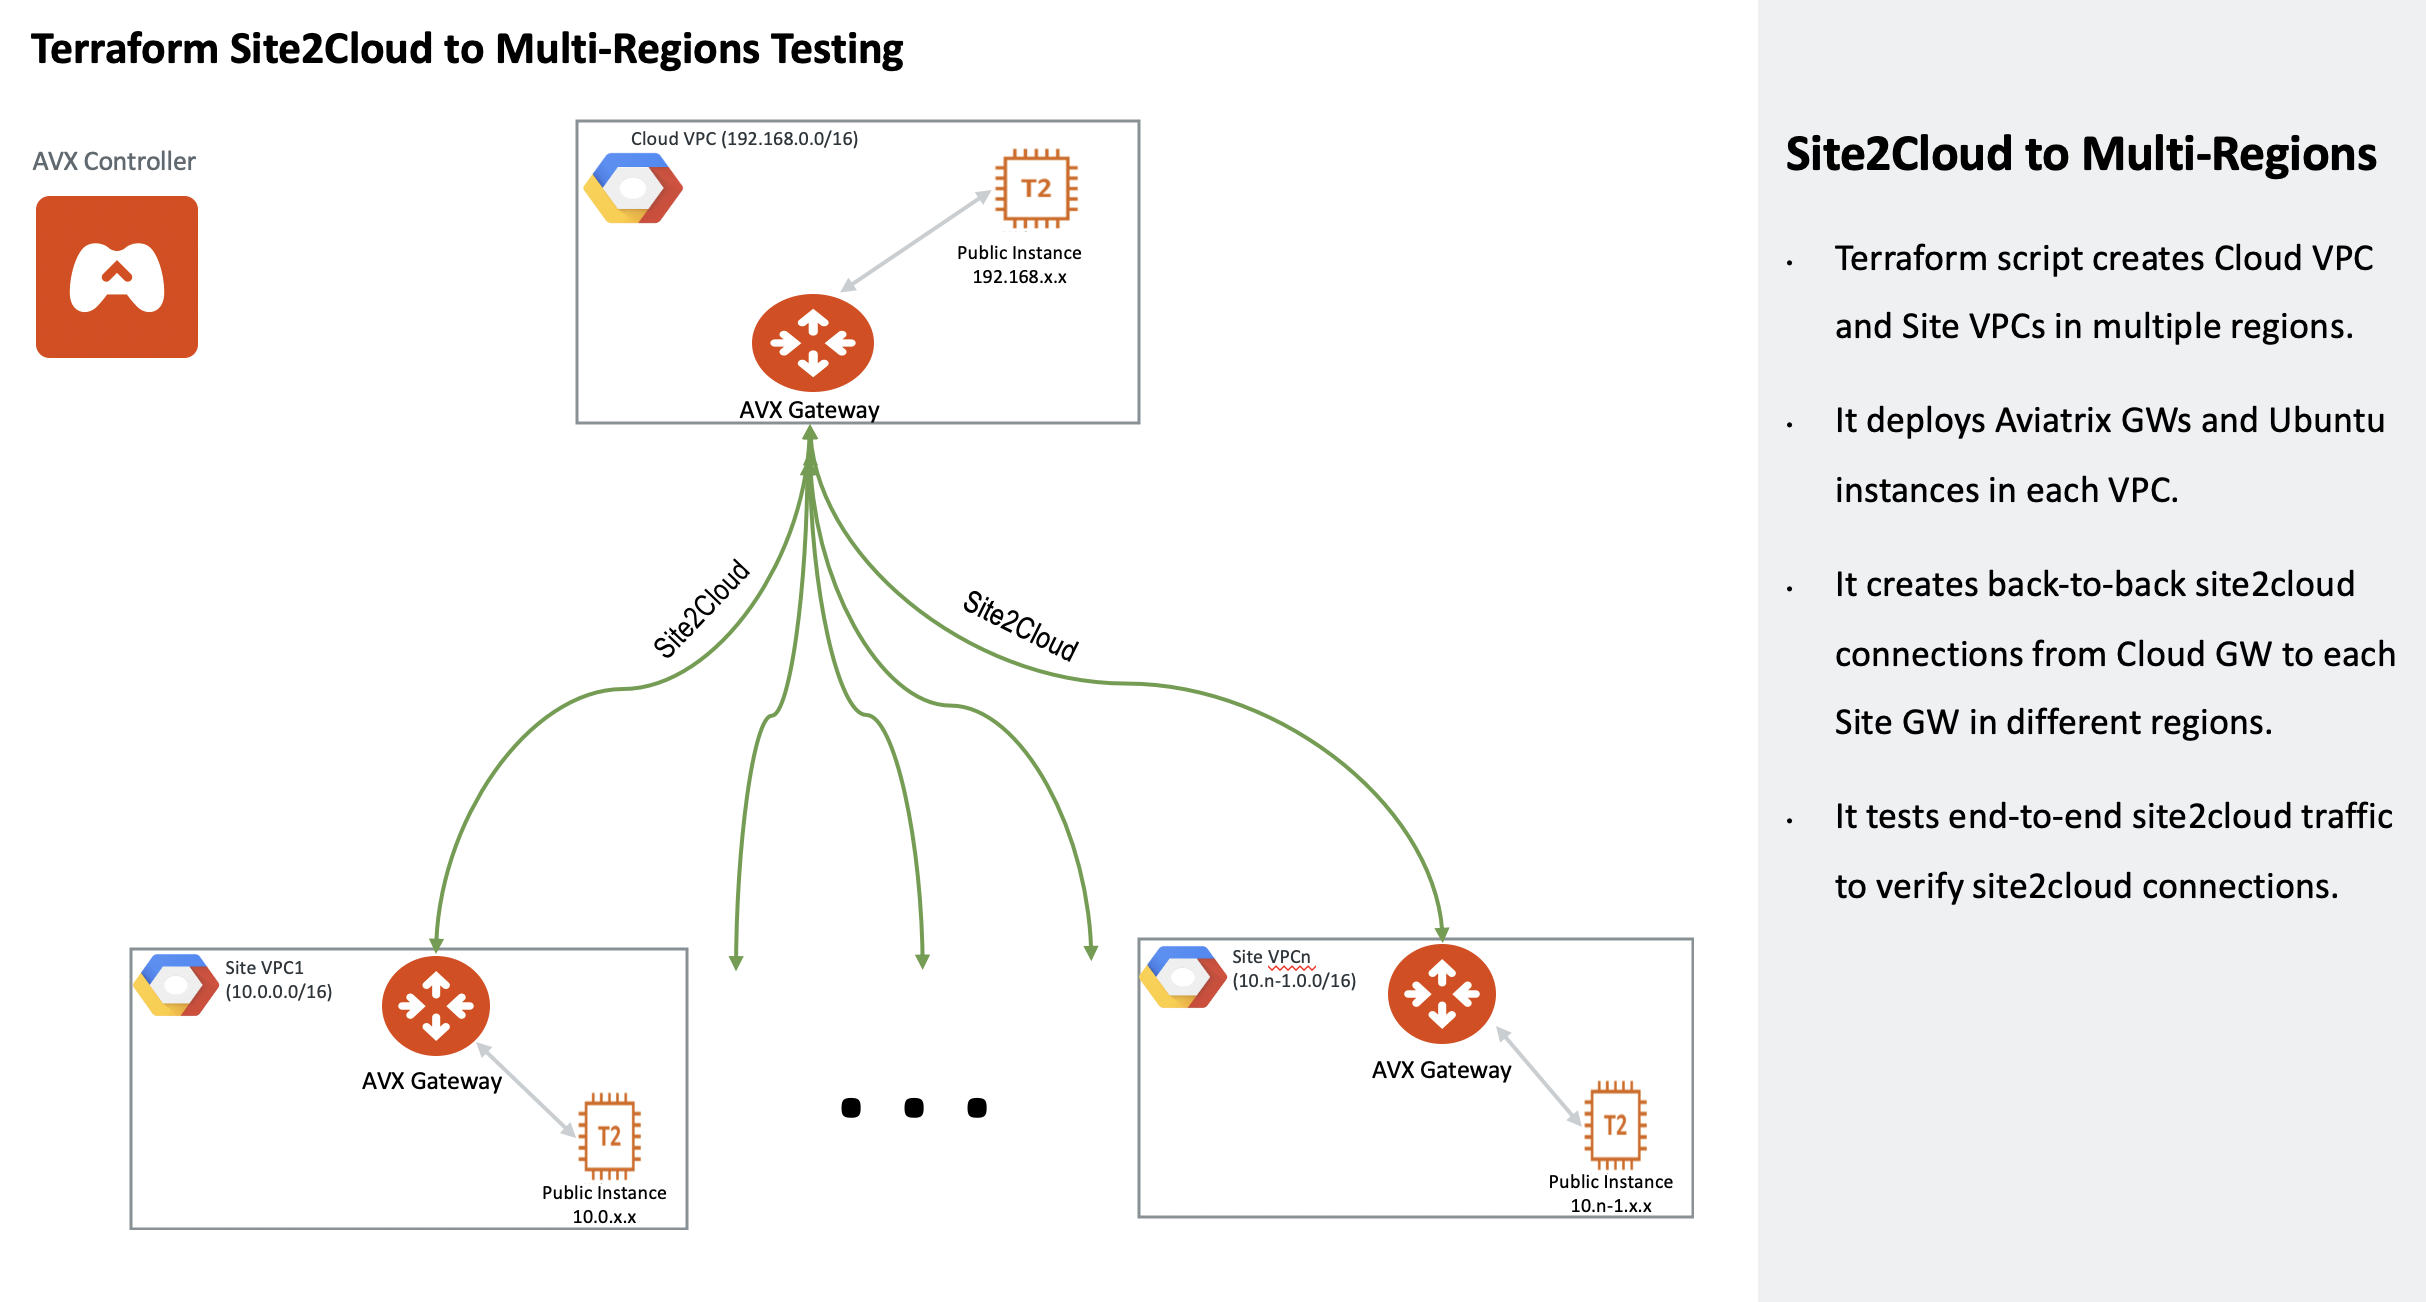 Terraform Site2Cloud to Multi-Regions Testing
AVX Controller
Cloud VPC (192.168.0.0/16)
T2
Public Instance
192.168.x.x
AVX Gateway
Site2Cloud
Site2Cloud
Site VPC1
(10.0.0.0/16)
AVX Gateway
T2
Public Instance
10.0.x.x
Site VPCn
(10.n-1.0.0/16)
AVX Gateway
T2
Public Instance
10.n-1.x.x
Site2Cloud to Multi-Regions
• Terraform script creates Cloud VPC
and Site VPCs in multiple regions.
• It deploys Aviatrix GWs and Ubuntu
instances in each VPC.
• It creates back-to-back site2cloud
connections from Cloud GW to each
Site GW in different regions.
• It tests end-to-end site2cloud traffic
to verify site2cloud connections.